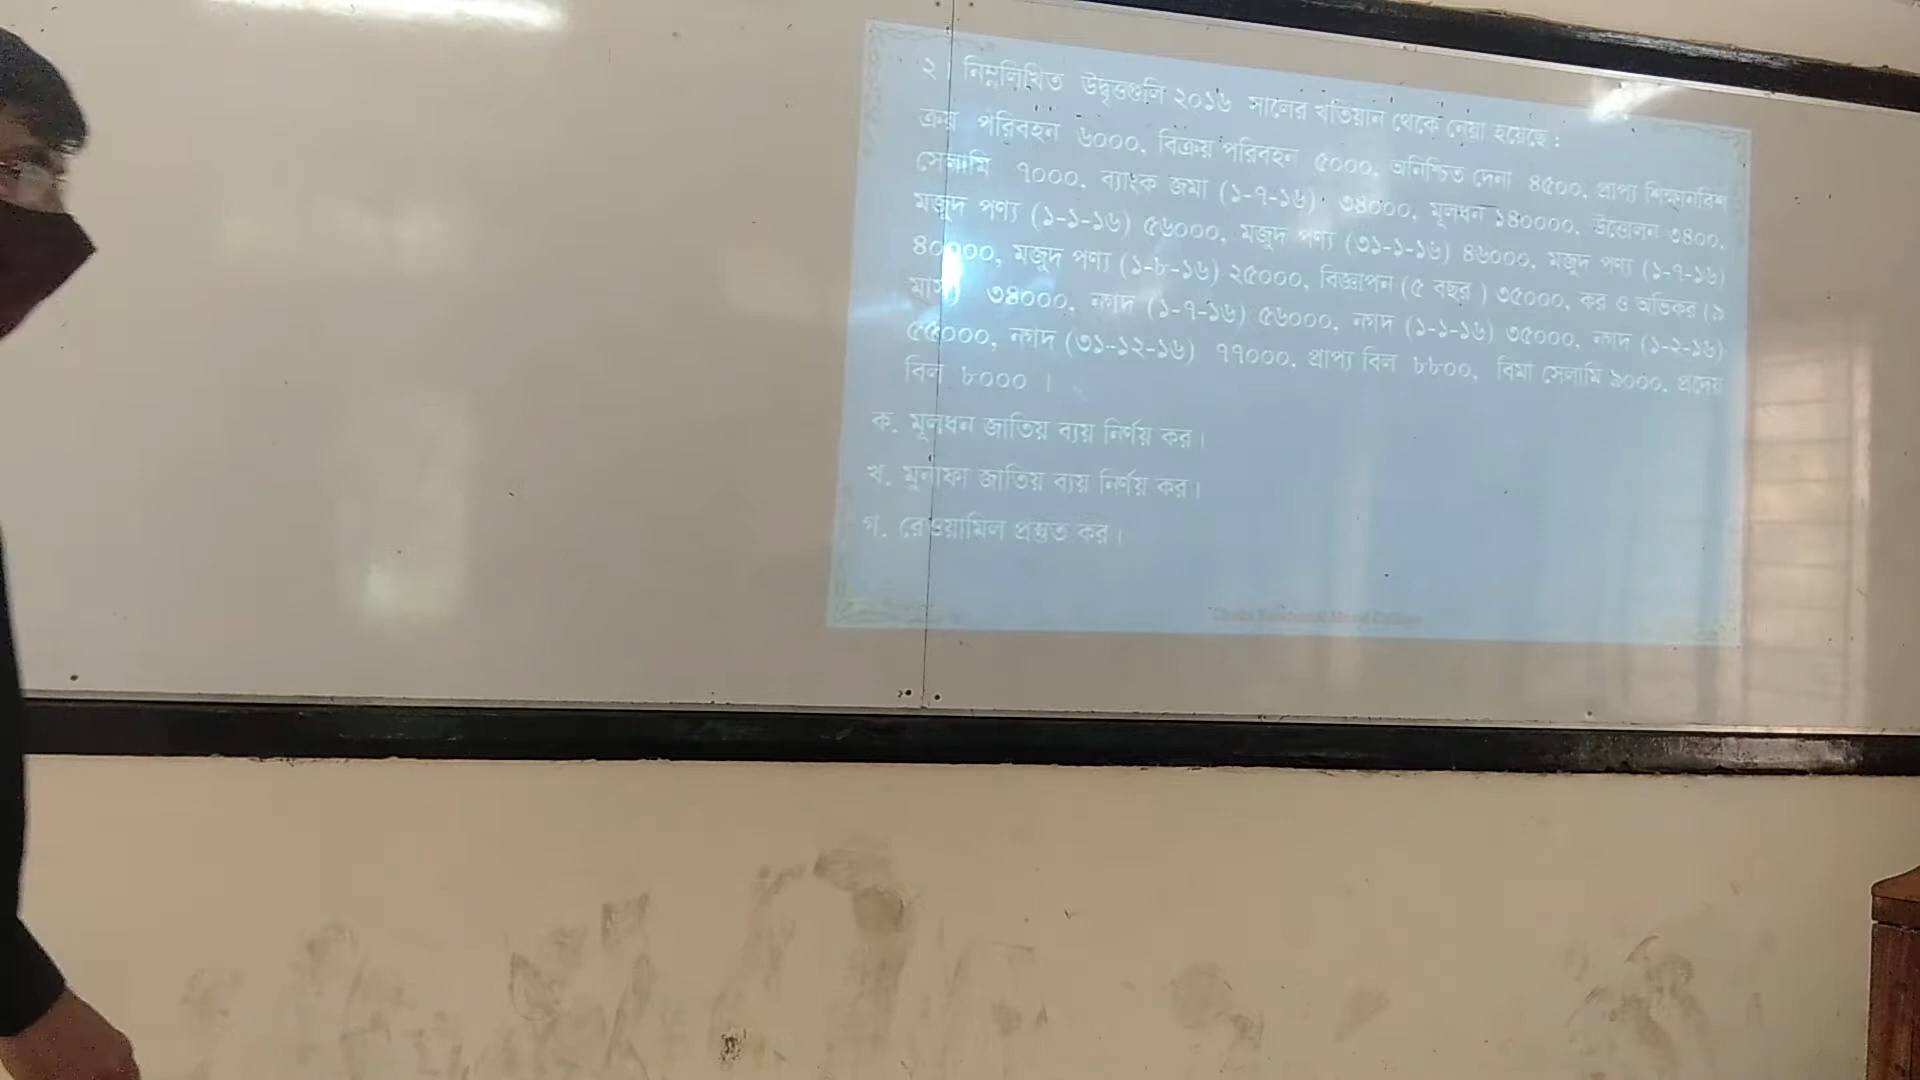 ২ নিম্নলিখিত উদ্বৃত্তগুলি ২০১৬ সালের খতিয়ান থেকে নেয়া হয়েছে :
ক্রয় পরিবহন ৬০০০, বিক্রয় পরিবহন ৫০০০, অনিশ্চিত দেনা ৪৫০০, প্রাপ্য শিক্ষানবিশ
সেলামি ৭০০০, ব্যাংক জমা (১-৭-১৬) ৩৪০০০, মূলধন ১৪০০০০, উত্তোলন ৩৪০০,
মজুদ পণ্য (১-১-১৬) ৫৬০০০, মজুদ পণ্য (৩১-১-১৬) ৪৬০০০, মজুদ পণ্য (১-৭-১৬)
৪০০০০, মজুদ পণ্য (১-৮-১৬) ২৫০০০, বিজ্ঞাপন (৫ বছর ) ৩৫০০০, কর ও অভিকর (৯
মাস) ৩৪০০০, নগদ (১-৭-১৬) ৫৬০০০, নগদ (১-১-১৬) ৩৫০০০, নগদ (১-২-১৬)
৫৫০০০, নগদ (৩১-১২-১৬) ৭৭০০০, প্রাপ্য বিল ৮৮০০, বিমা সেলামি ৯০০০, প্রদেয়
বিল ৮০০০ ।
ক. মূলধন জাতিয় ব্যয় নির্ণয় কর।
খ. মুনাফা জাতিয় ব্যয় নির্ণয় কর।
গ. রেওয়ামিল প্রস্তুত কর।